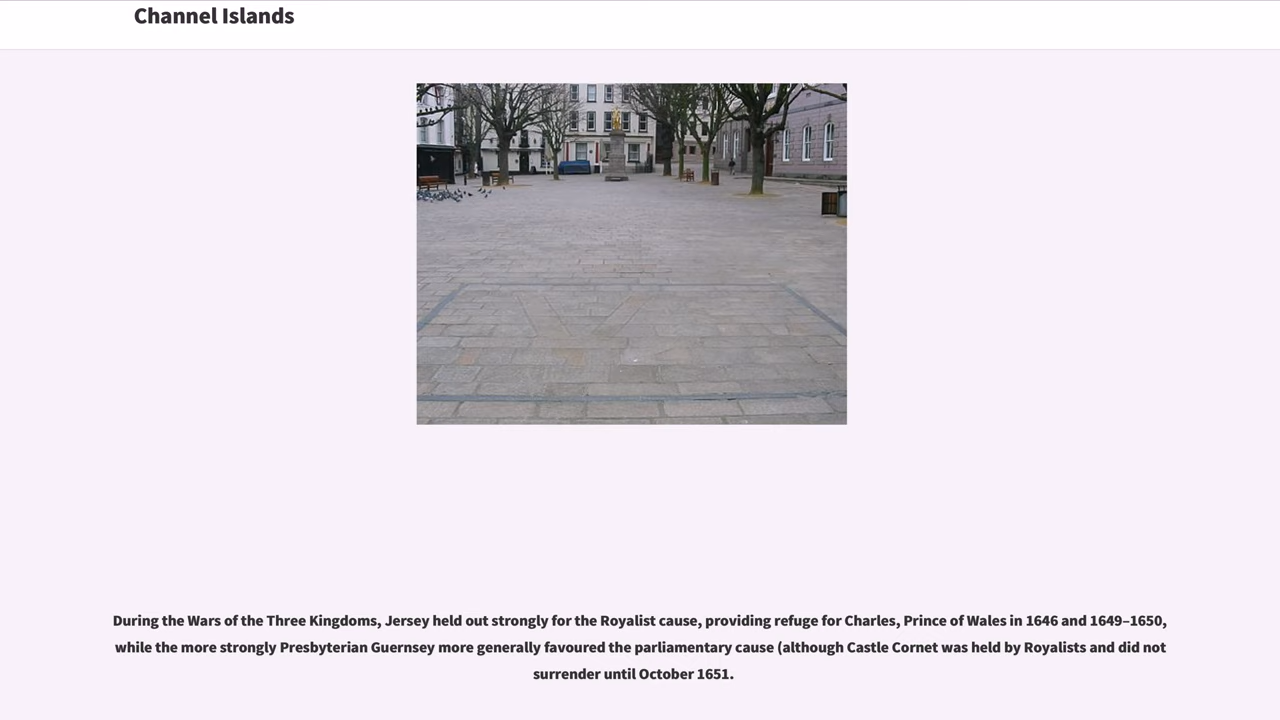 Channel Islands
During the Wars of the Three Kingdoms, Jersey held out strongly for the Royalist cause, providing refuge for Charles, Prince of Wales in 1646 and 1649–1650,
while the more strongly Presbyterian Guernsey more generally favoured the parliamentary cause (although Castle Cornet was held by Royalists and did not
surrender until October 1651.